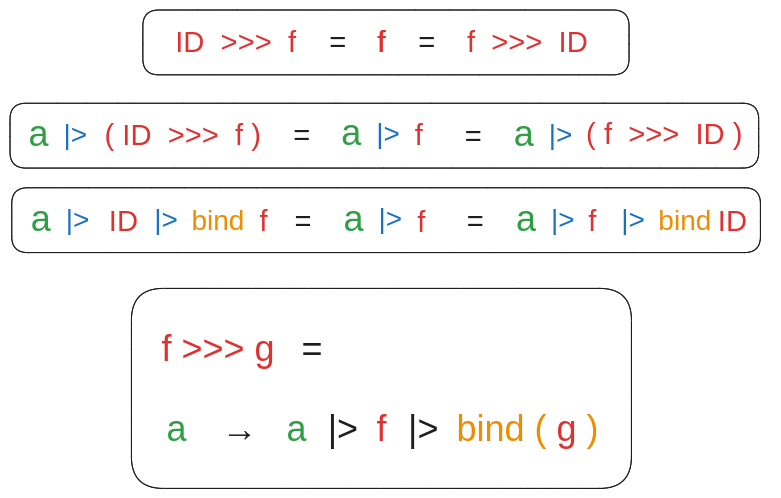 ID >>> f = f = f >>> ID
a |> ( ID >>> f ) = a |> f = a |> ( f >>> ID )
a |> ID |> bind f = a |> f = a |> f |> bind ID
f >>> g =
a → a |> f |> bind ( g )